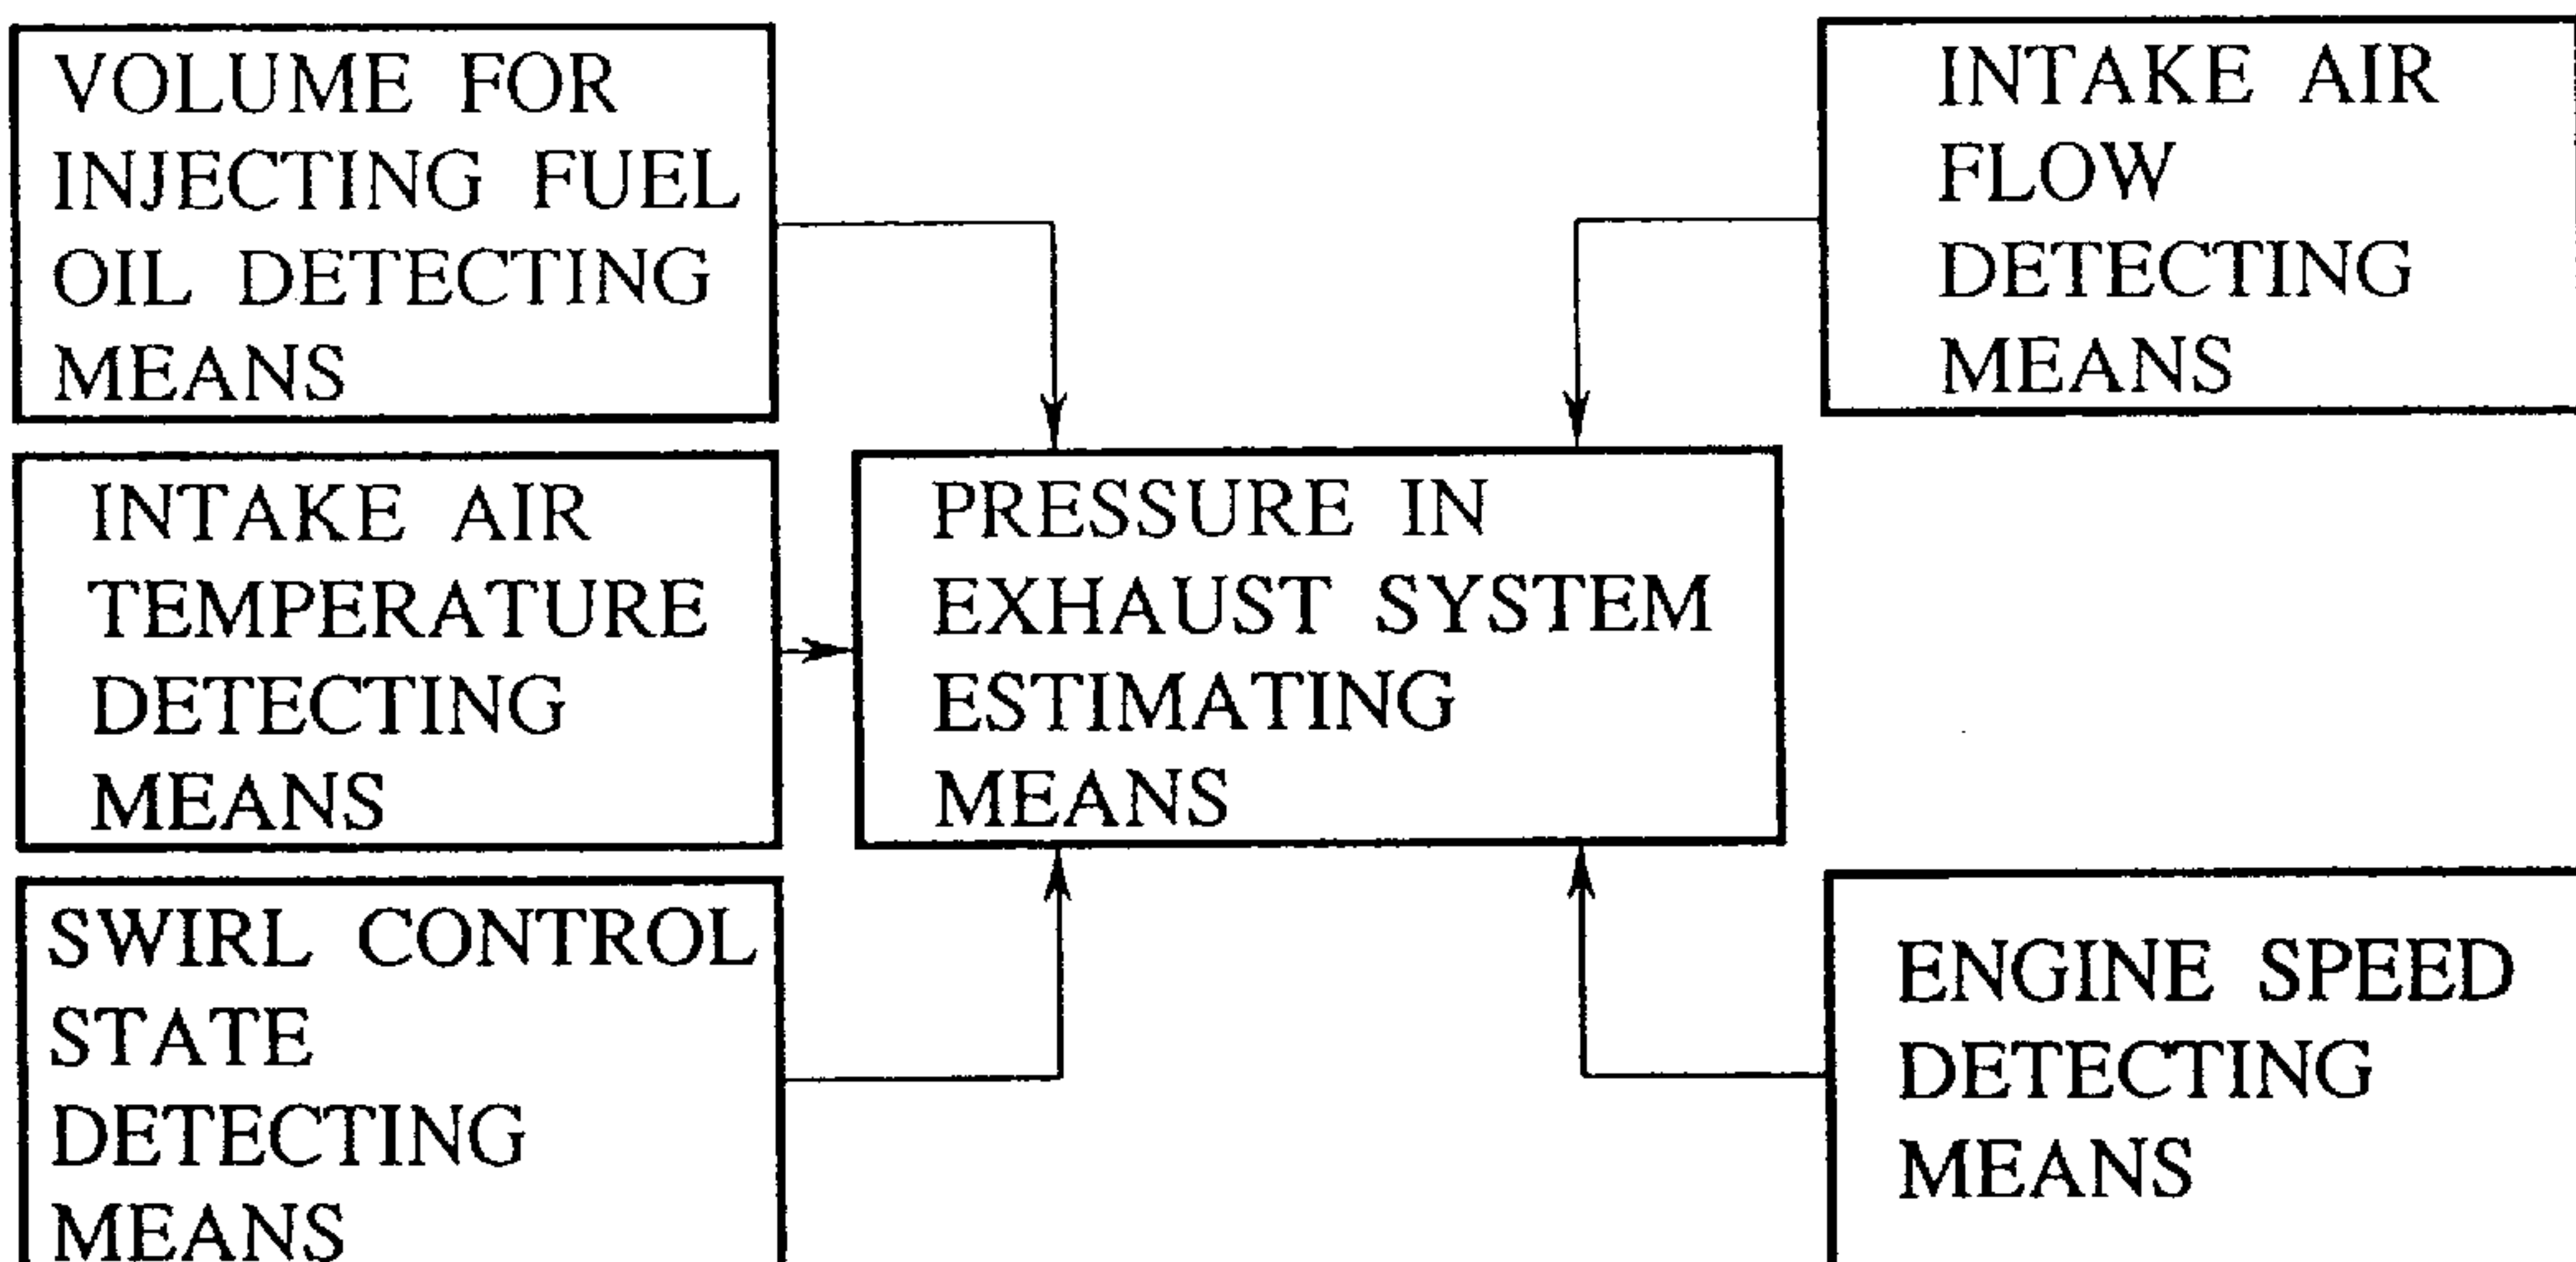 VOLUME FOR
INJECTING FUEL
OIL DETECTING
MEANS
INTAKE AIR
FLOW
DETECTING
MEANS
INTAKE AIR
TEMPERATURE
DETECTING
MEANS
PRESSURE IN
EXHAUST SYSTEM
ESTIMATING
MEANS
SWIRL CONTROL
STATE
DETECTING
MEANS
ENGINE SPEED
DETECTING
MEANS